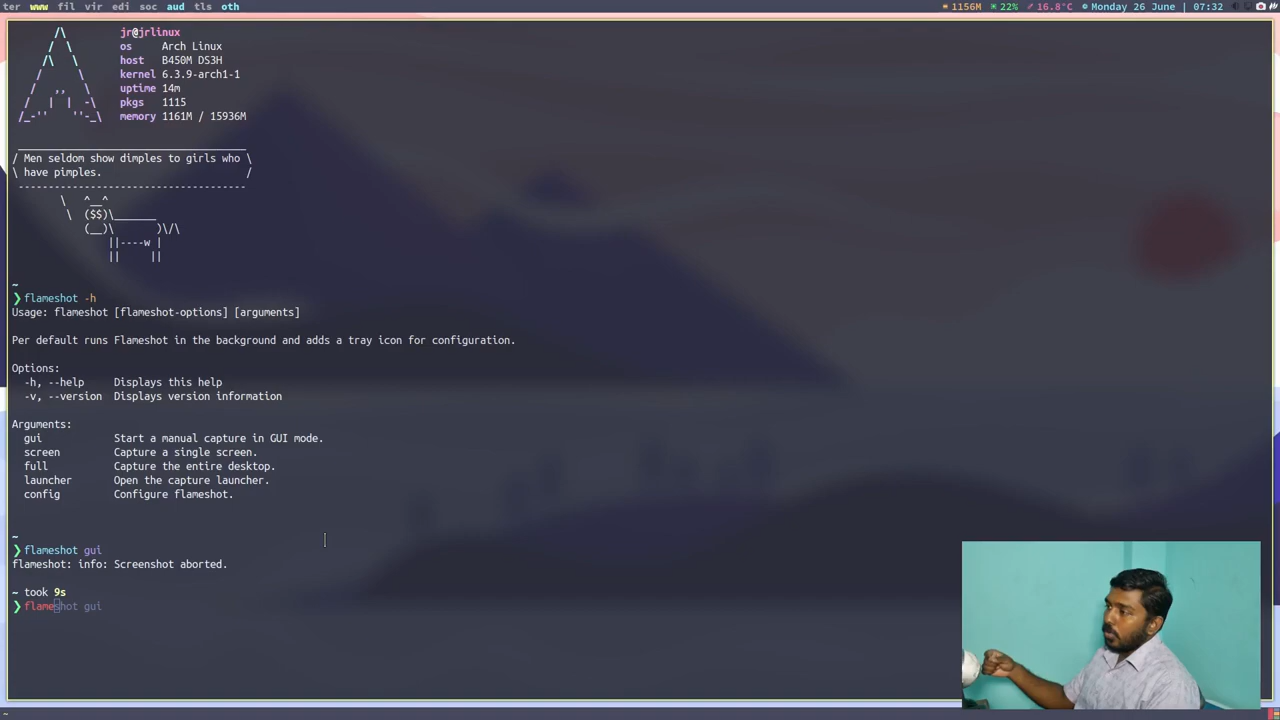 ter www fil vir edi soc aud tls oth
1156M 22% 16.8°C Monday 26 June | 07:32
/\
/ \
/\ \
/ \
/ ,, \
/ | | -\
/_-'' ''-_\
jr@jrlinux
os Arch Linux
host B450M DS3H
kernel 6.3.9-arch1-1
uptime 14m
pkgs 1115
memory 1161M / 15936M
______________________________________
/ Men seldom show dimples to girls who \
\ have pimples. /
--------------------------------------
\ ^__^
\ ($$)\_______
(__)\ )\/\
||----w |
|| ||
~
❯ flameshot -h
Usage: flameshot [flameshot-options] [arguments]
Per default runs Flameshot in the background and adds a tray icon for configuration.
Options:
-h, --help Displays this help
-v, --version Displays version information
Arguments:
gui Start a manual capture in GUI mode.
screen Capture a single screen.
full Capture the entire desktop.
launcher Open the capture launcher.
config Configure flameshot.
~
❯ flameshot gui
flameshot: info: Screenshot aborted.
~ took 9s
❯ flameshot gui
~